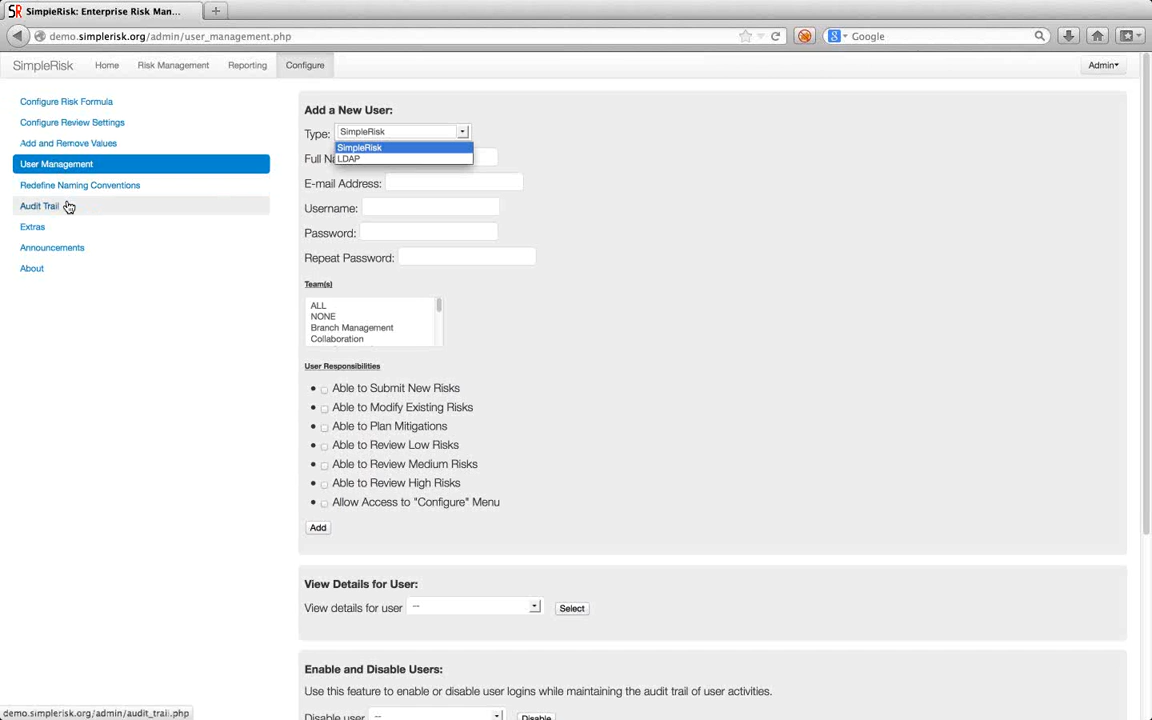 SimpleRisk: Enterprise Risk Man...
demo.simplerisk.org/admin/user_management.php
Google
SimpleRisk Home Risk Management Reporting Configure Admin
Configure Risk Formula
Configure Review Settings
Add and Remove Values
User Management
Redefine Naming Conventions
Audit Trail
Extras
Announcements
About
Add a New User:
Type: SimpleRisk
SimpleRisk
LDAP
Full Na
E-mail Address:
Username:
Password:
Repeat Password:
Team(s)
ALL
NONE
Branch Management
Collaboration
User Responsibilities
Able to Submit New Risks
Able to Modify Existing Risks
Able to Plan Mitigations
Able to Review Low Risks
Able to Review Medium Risks
Able to Review High Risks
Allow Access to "Configure" Menu
Add
View Details for User:
View details for user -- Select
Enable and Disable Users:
Use this feature to enable or disable user logins while maintaining the audit trail of user activities.
Disable user -- Disable
demo.simplerisk.org/admin/audit_trail.php